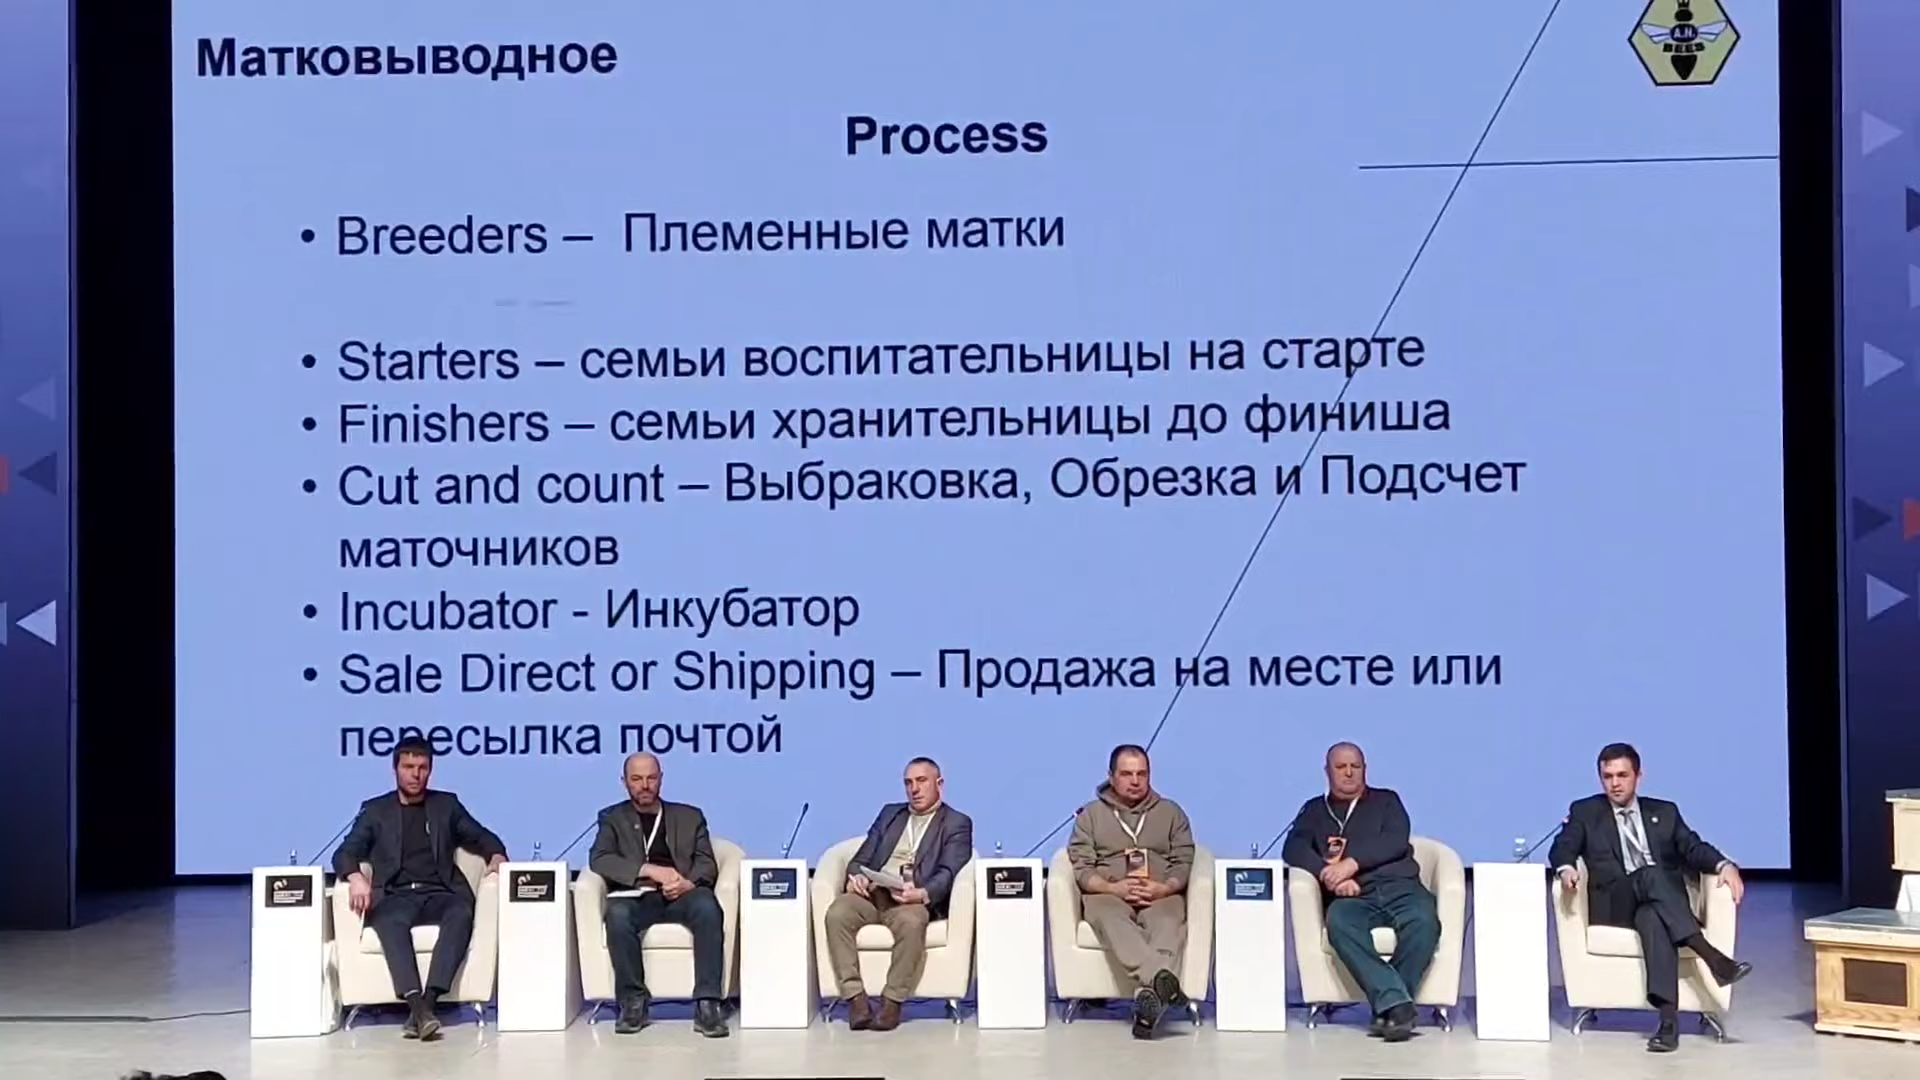 Матковыводное
A.N.
BEES
Process
• Breeders – Племенные матки
• Starters – семьи воспитательницы на старте
• Finishers – семьи хранительницы до финиша
• Cut and count – Выбраковка, Обрезка и Подсчет
маточников
• Incubator - Инкубатор
• Sale Direct or Shipping – Продажа на месте или
пересылка почтой